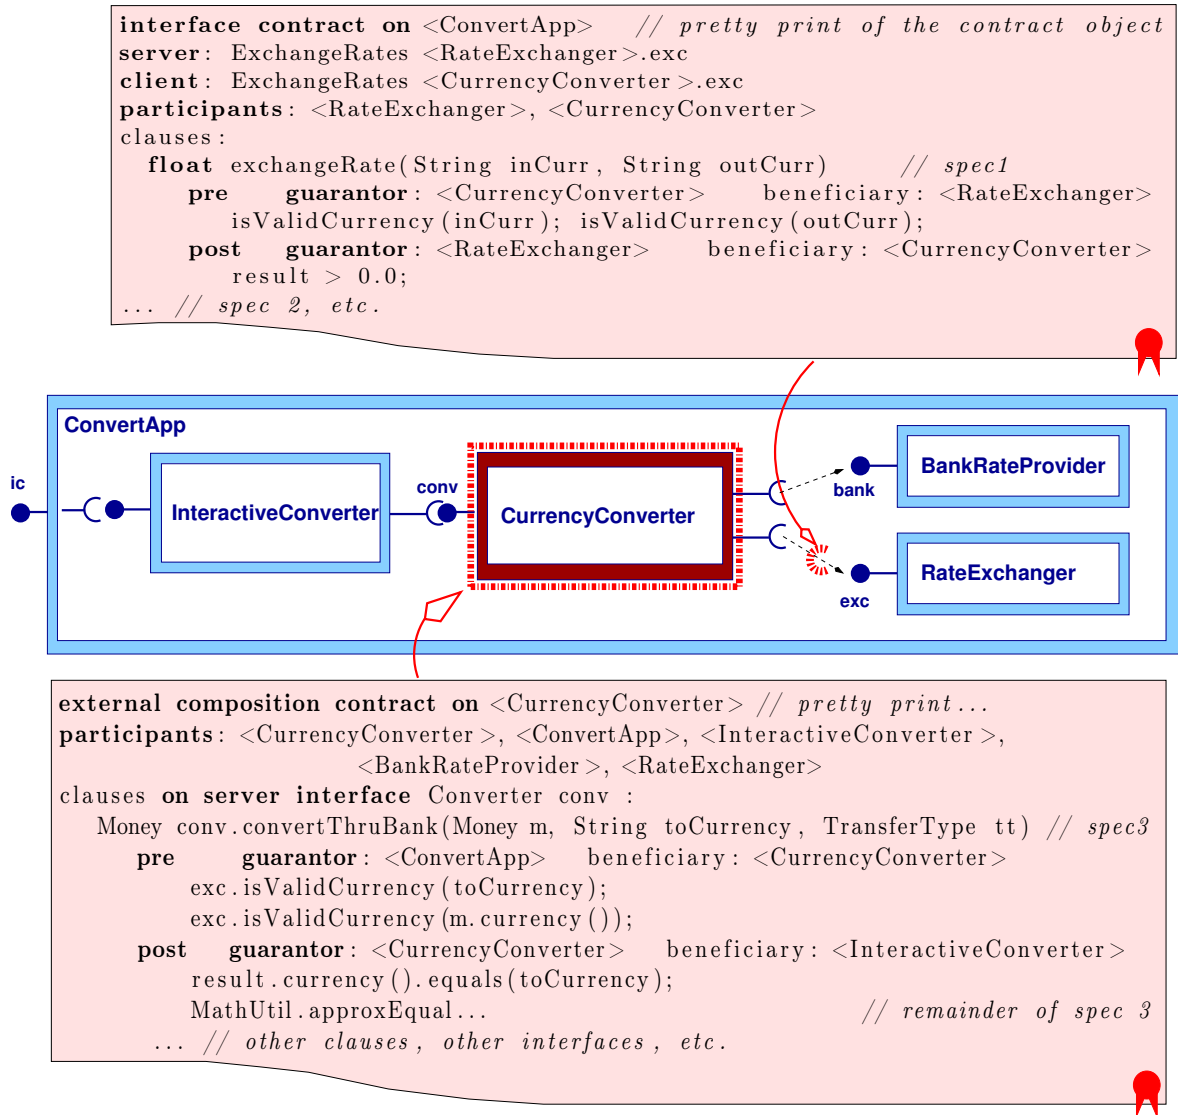 interface contract on <ConvertApp> // pretty print of the contract object
server: ExchangeRates <RateExchanger>.exc
client: ExchangeRates <CurrencyConverter>.exc
participants: <RateExchanger>, <CurrencyConverter>
clauses:
float exchangeRate(String inCurr, String outCurr) // spec1
pre guarantor: <CurrencyConverter> beneficiary: <RateExchanger>
isValidCurrency(inCurr); isValidCurrency(outCurr);
post guarantor: <RateExchanger> beneficiary: <CurrencyConverter>
result > 0.0;
... // spec 2, etc.
ConvertApp
ic
InteractiveConverter
conv
CurrencyConverter
bank
BankRateProvider
exc
RateExchanger
external composition contract on <CurrencyConverter> // pretty print...
participants: <CurrencyConverter>, <ConvertApp>, <InteractiveConverter>,
<BankRateProvider>, <RateExchanger>
clauses on server interface Converter conv :
Money conv.convertThruBank(Money m, String toCurrency, TransferType tt) // spec3
pre guarantor: <ConvertApp> beneficiary: <CurrencyConverter>
exc.isValidCurrency(toCurrency);
exc.isValidCurrency(m.currency());
post guarantor: <CurrencyConverter> beneficiary: <InteractiveConverter>
result.currency().equals(toCurrency);
MathUtil.approxEqual... // remainder of spec 3
... // other clauses, other interfaces, etc.